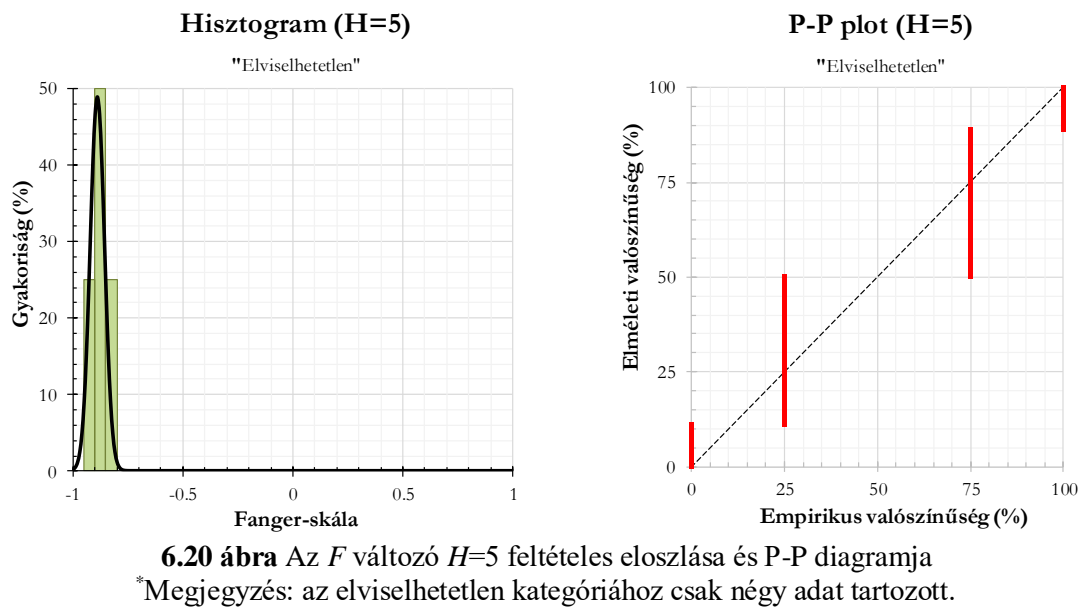 Hisztogram (H=5)
"Elviselhetetlen"
50
40
30
20
10
0
Gyakoriság (%)
-1
-0.5
0
0.5
1
Fanger-skála
P-P plot (H=5)
"Elviselhetetlen"
100
75
50
25
0
Elméleti valószínűség (%)
0
25
50
75
100
Empirikus valószínűség (%)
6.20 ábra Az F változó H=5 feltételes eloszlása és P-P diagramja
*Megjegyzés: az elviselhetetlen kategóriához csak négy adat tartozott.